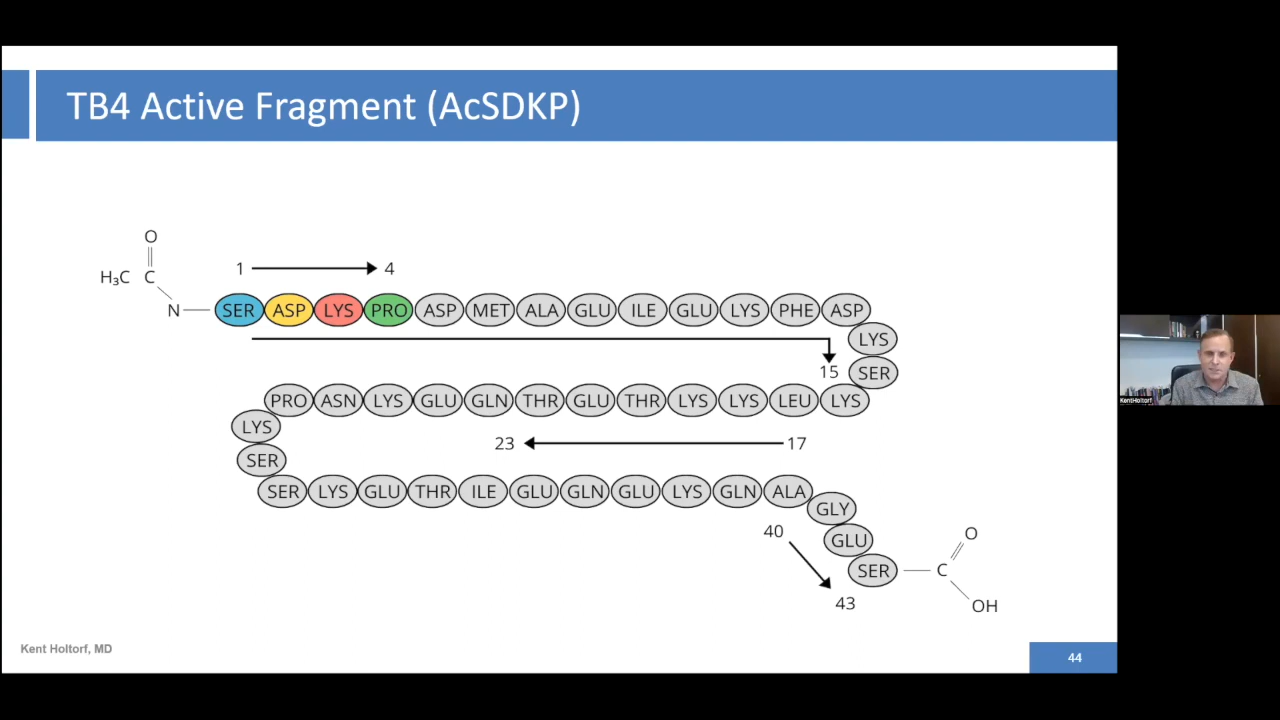 TB4 Active Fragment (AcSDKP)
O
H₃C C
N
1 4
SER ASP LYS PRO ASP MET ALA GLU ILE GLU LYS PHE ASP
LYS
15 SER
PRO ASN LYS GLU GLN THR GLU THR LYS LYS LEU LYS
LYS
23 17
SER
SER LYS GLU THR ILE GLU GLN GLU LYS GLN ALA
GLY
40 GLU
SER C O
43 OH
Kent Holtorf, MD
44
KentHoltorf